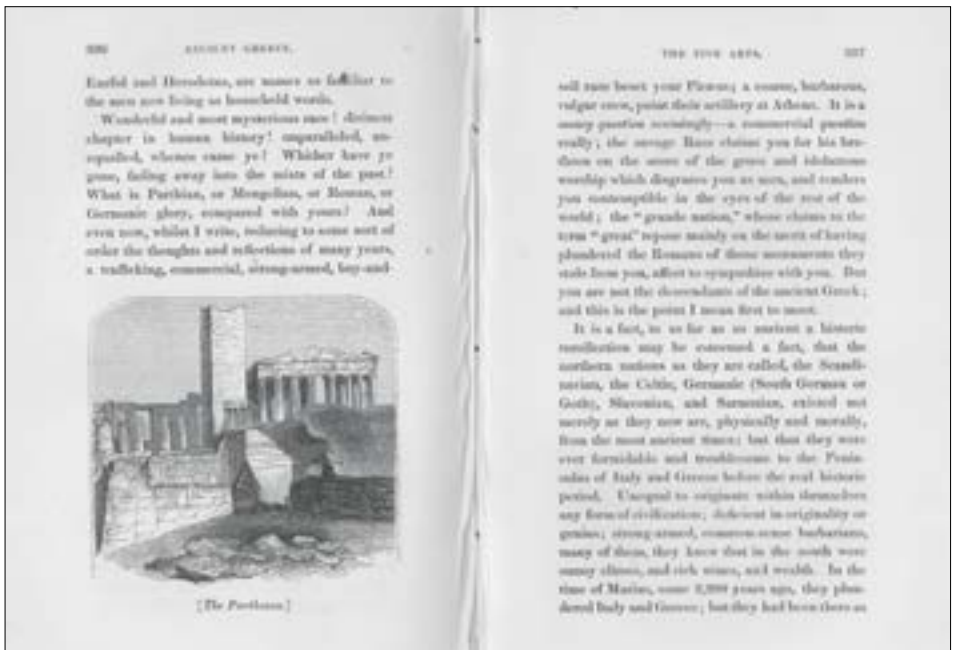 ANCIENT GREECE.
Euclid and Herodotus, are names as familiar to
the men now living as household words.
Wonderful and most mysterious race! divinest
chapter in human history! unparalleled, un-
equalled, whence came ye? Whither have ye
gone, fading away into the mists of the past?
What is Parthian, or Mongolian, or Roman, or
Germanic glory, compared with yours? And
even now, whilst I write, reducing to some sort of
order the thoughts and reflections of many years,
a trafficking, commercial, strong-armed, buy-and-
[The Parthenon]
THE FINE ARTS. 337
sell race beset your Piræus; a coarse, barbarous,
vulgar crew, point their artillery at Athens. It is a
money question seemingly—a commercial question
really; the savage Russ claims you for his bre-
thren on the score of the gross and idolatrous
worship which disgraces you as men, and renders
you contemptible in the eyes of the rest of the
world; the "grande nation," whose claims to the
term "great" repose mainly on the merit of having
plundered the Romans of those monuments they
stole from you, affect to sympathise with you. But
you are not the descendants of the ancient Greek;
and this is the point I mean first to meet.
It is a fact, in so far as so ancient a historic
recollection may be esteemed a fact, that the
northern nations as they are called, the Scandi-
navian, the Celtic, Germanic (South German or
Goth), Slavonian, and Sarmatian, existed not
merely as they now are, physically and morally,
from the most ancient times; but that they were
ever formidable and troublesome to the Penin-
sulas of Italy and Greece before the real historic
period. Unequal to originate within themselves
any form of civilization; deficient in originality or
genius; strong-armed, common-sense barbarians,
many of them, they knew that in the south were
sunny climes, and rich wines, and wealth. In the
time of Marius, some years ago, they plun-
dered Italy and Greece; but they had been there as